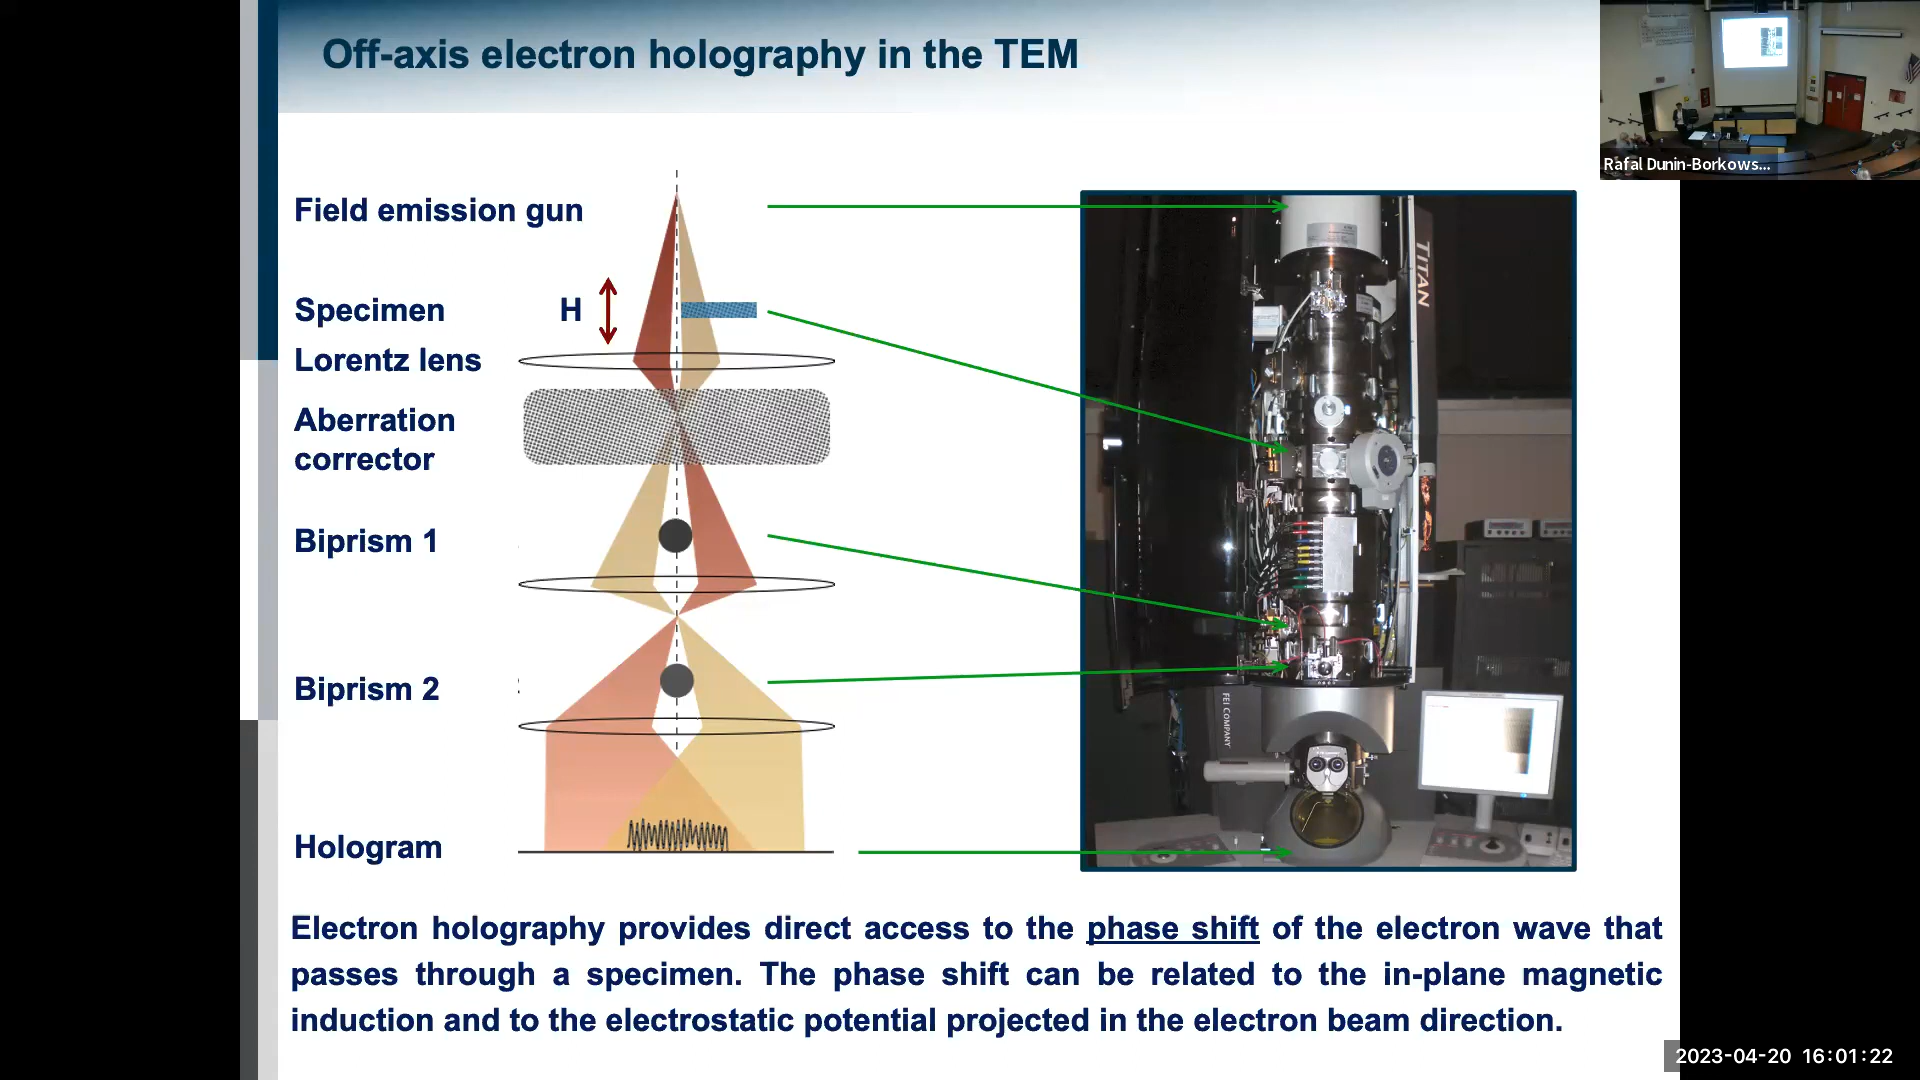 Off-axis electron holography in the TEM
Rafal Dunin-Borkows...
Field emission gun
Specimen
H
Lorentz lens
Aberration
corrector
Biprism 1
Biprism 2
Hologram
TITAN
FEI COMPANY
Electron holography provides direct access to the phase shift of the electron wave that
passes through a specimen. The phase shift can be related to the in-plane magnetic
induction and to the electrostatic potential projected in the electron beam direction.
2023-04-20 16:01:22